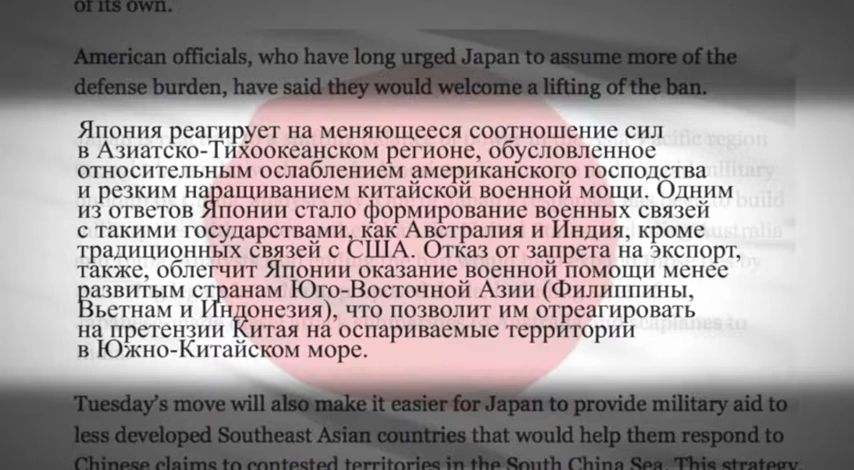 of its own.
American officials, who have long urged Japan to assume more of the
defense burden, have said they would welcome a lifting of the ban.
Япония реагирует на меняющееся соотношение сил
в Азиатско-Тихоокеанском регионе, обусловленное
относительным ослаблением американского господства
и резким наращиванием китайской военной мощи. Одним
из ответов Японии стало формирование военных связей
с такими государствами, как Австралия и Индия, кроме
традиционных связей с США. Отказ от запрета на экспорт,
также, облегчит Японии оказание военной помощи менее
развитым странам Юго-Восточной Азии (Филиппины,
Вьетнам и Индонезия), что позволит им отреагировать
на претензии Китая на оспариваемые территории
в Южно-Китайском море.
Tuesday's move will also make it easier for Japan to provide military aid to
less developed Southeast Asian countries that would help them respond to
Chinese claims to contested territories in the South China Sea. This strategy